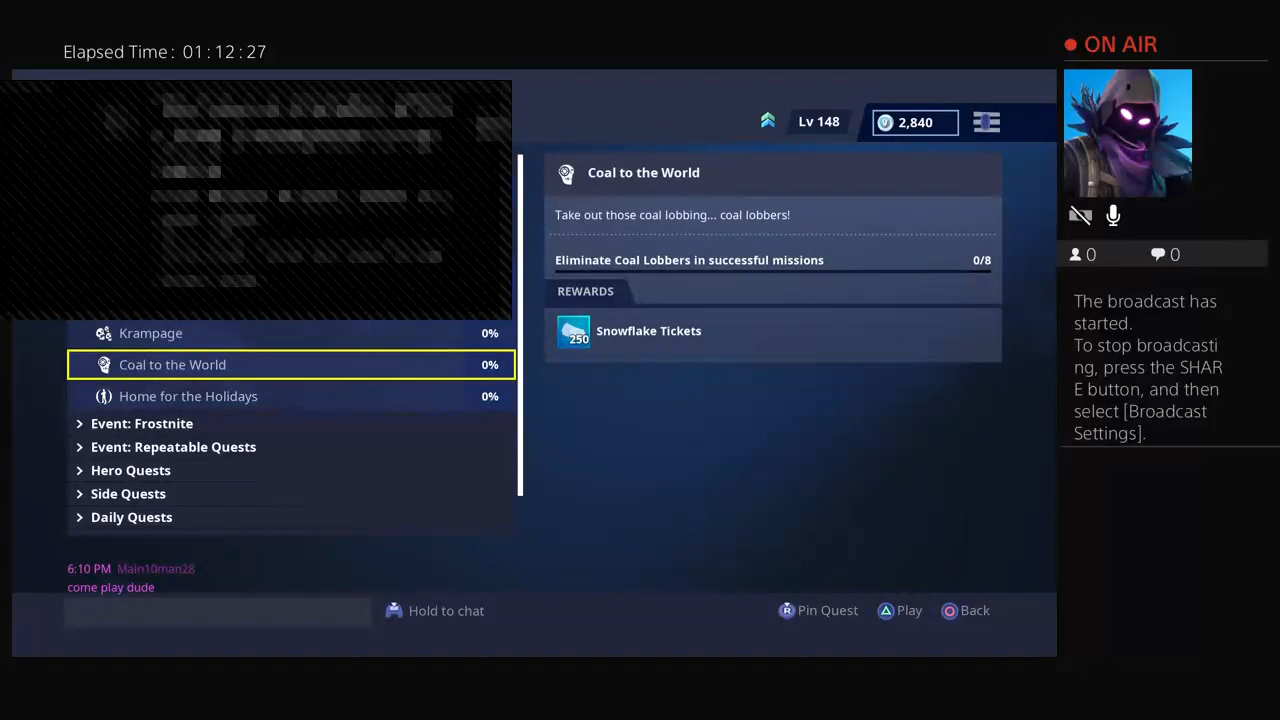 Elapsed Time: 01:12:27
ON AIR
Lv 148
2,840
Coal to the World
Take out those coal lobbing... coal lobbers!
Eliminate Coal Lobbers in successful missions 0/8
REWARDS
250 Snowflake Tickets
Krampage 0%
Coal to the World 0%
Home for the Holidays 0%
Event: Frostnite
Event: Repeatable Quests
Hero Quests
Side Quests
Daily Quests
6:10 PM Main10man28
come play dude
Hold to chat
R Pin Quest Play Back
0 0
The broadcast has
started.
To stop broadcasti
ng, press the SHAR
E button, and then
select [Broadcast
Settings].